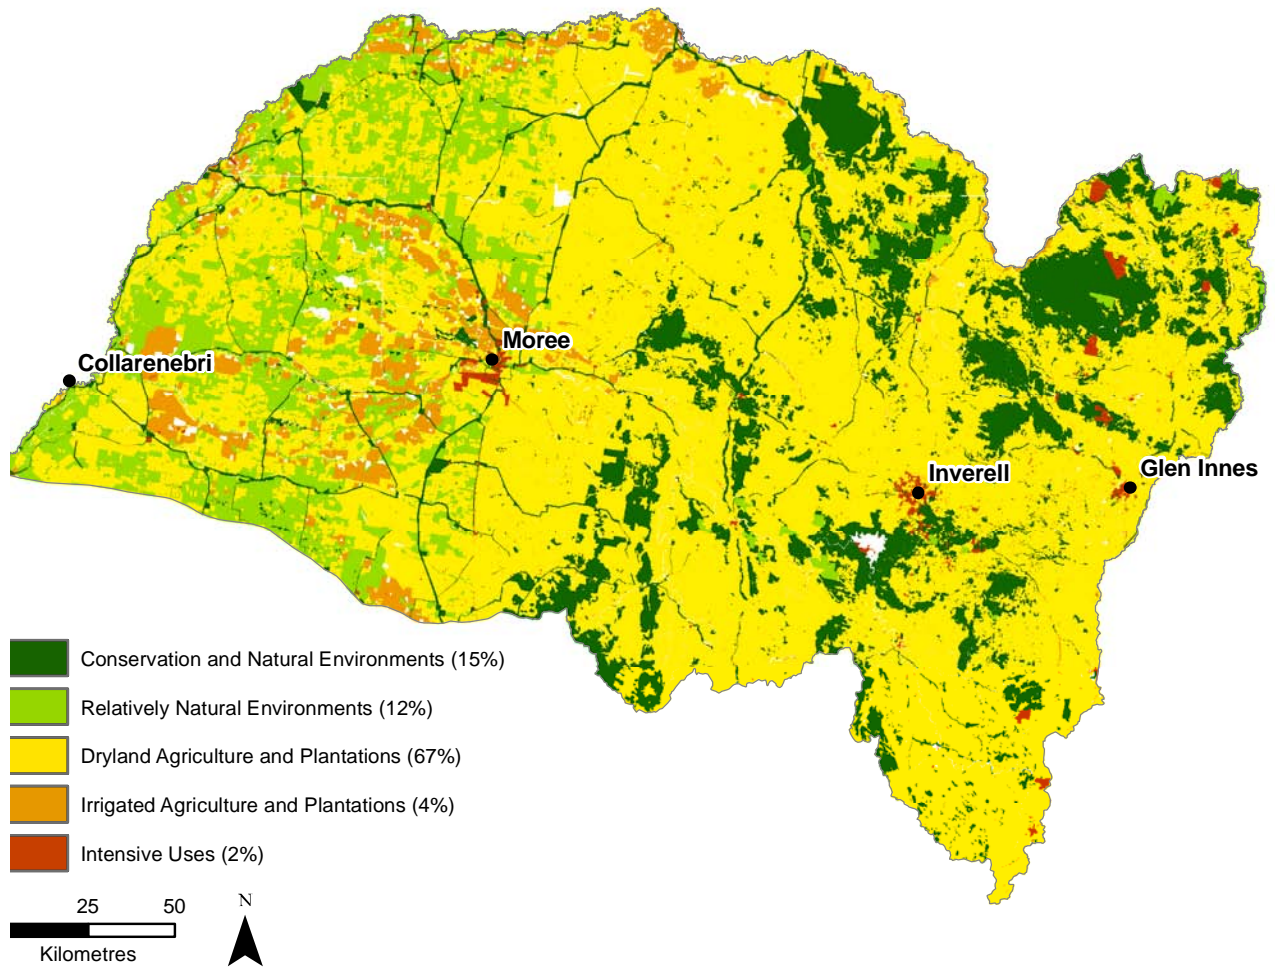 Moree
Collarenebri
Inverell
Glen Innes
Conservation and Natural Environments (15%)
Relatively Natural Environments (12%)
Dryland Agriculture and Plantations (67%)
Irrigated Agriculture and Plantations (4%)
Intensive Uses (2%)
25 50
Kilometres
N